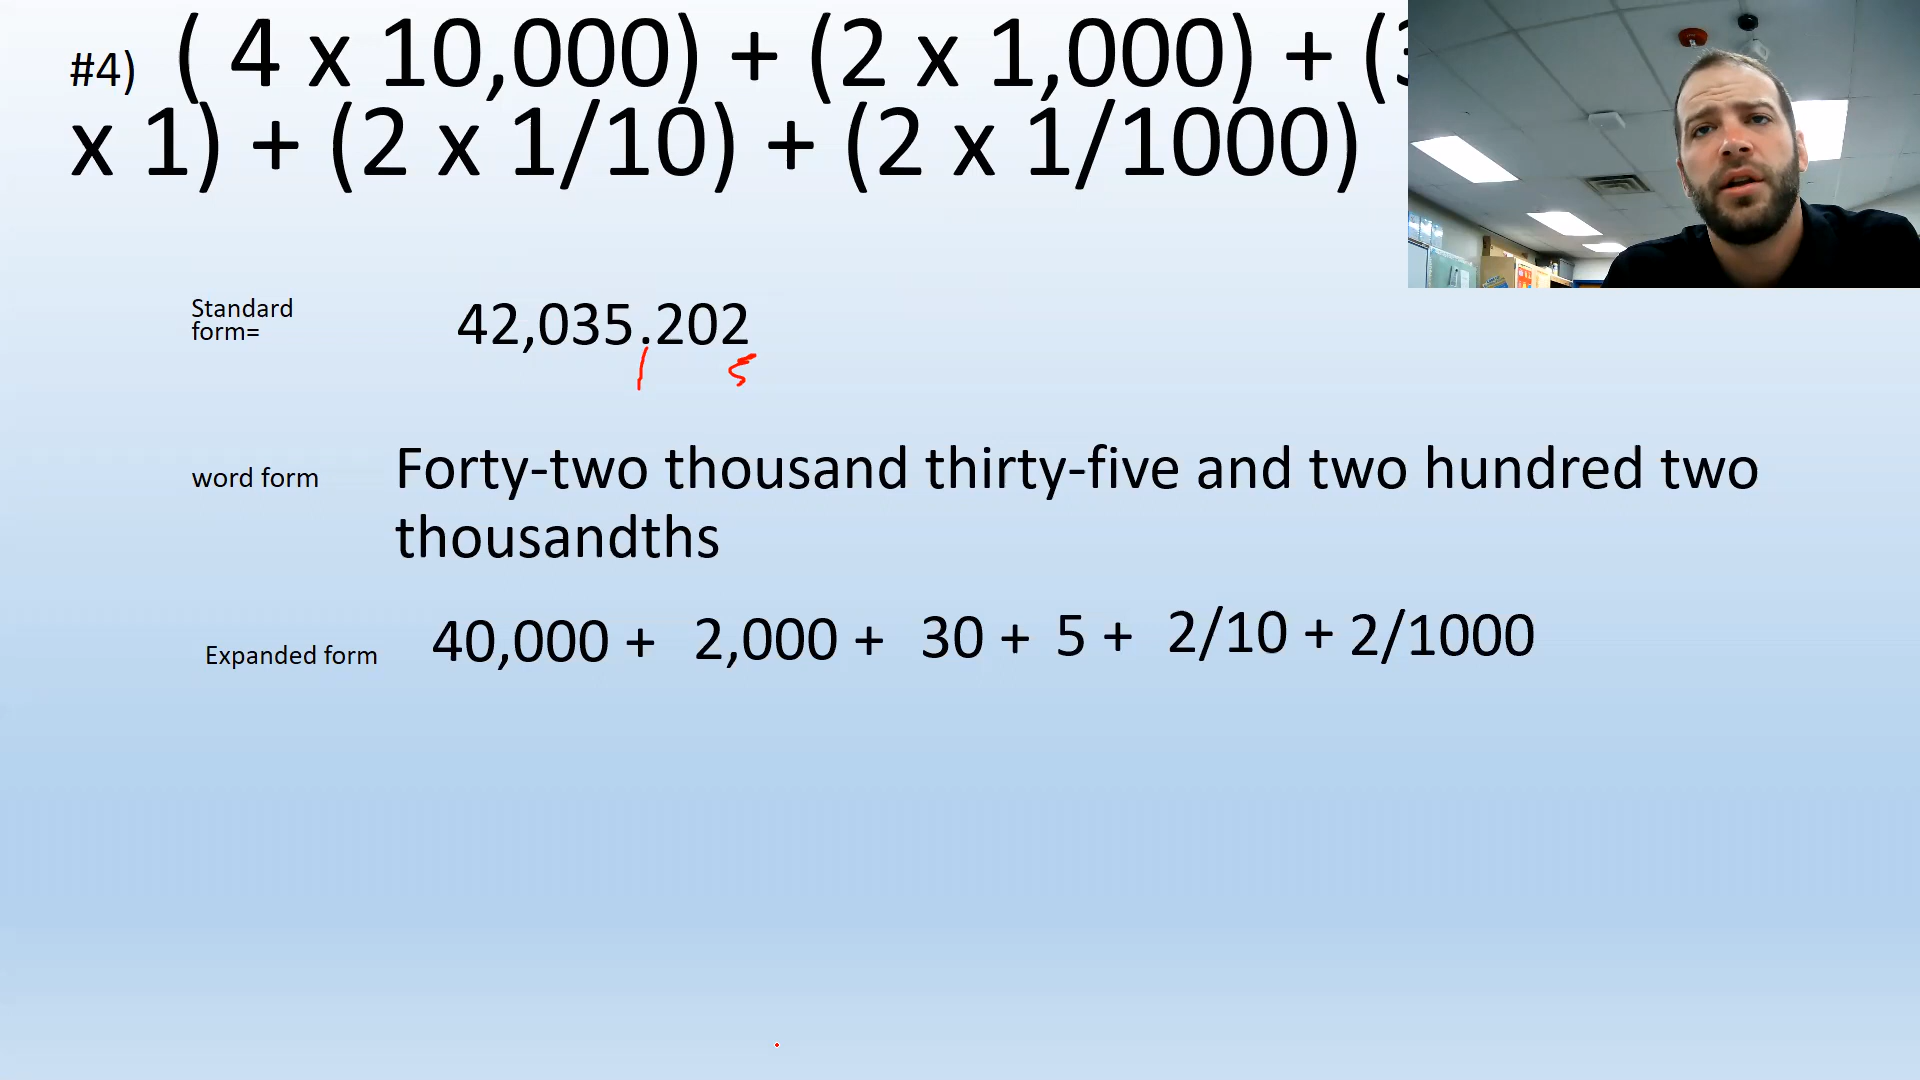 #4) ( 4 x 10,000) + (2 x 1,000) + (3
x 1) + (2 x 1/10) + (2 x 1/1000)
Standard
form=
42,035.202
word form
Forty-two thousand thirty-five and two hundred two
thousandths
Expanded form
40,000 + 2,000 + 30 + 5 + 2/10 + 2/1000